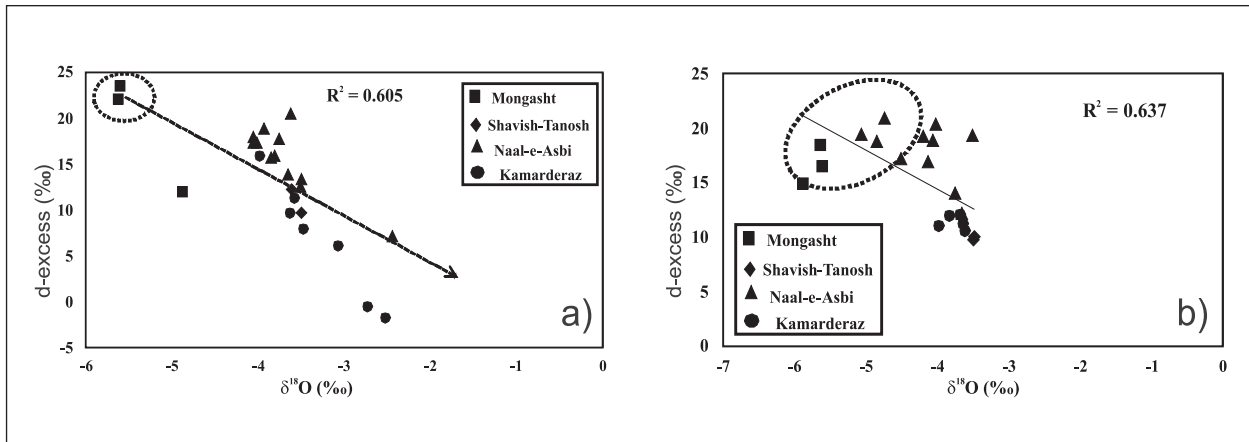 25
20
15
10
5
0
-5
d-excess (‰)
R² = 0.605
Mongasht
Shavish-Tanosh
Naal-e-Asbi
Kamarderaz
a)
-6 -5 -4 -3 -2 -1 0
δ¹⁸O (‰)
25
20
15
10
5
0
d-excess (‰)
R² = 0.637
Mongasht
Shavish-Tanosh
Naal-e-Asbi
Kamarderaz
b)
-7 -6 -5 -4 -3 -2 -1 0
δ¹⁸O (‰)